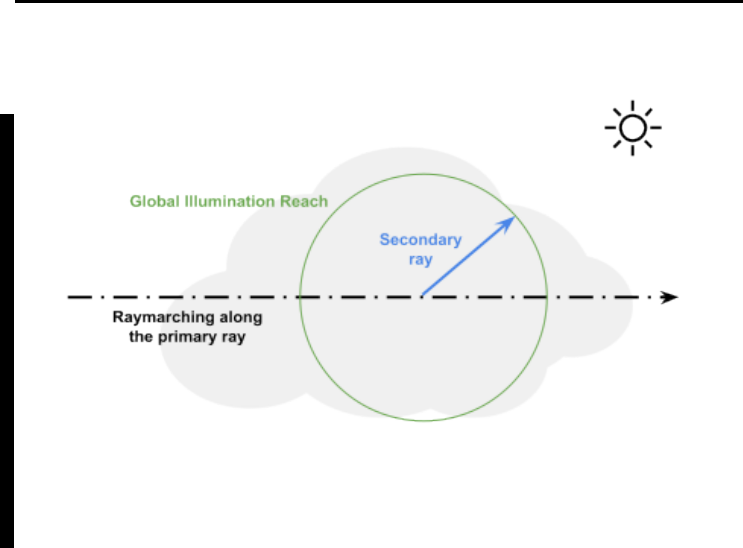 Global Illumination Reach
Secondary
ray
Raymarching along
the primary ray